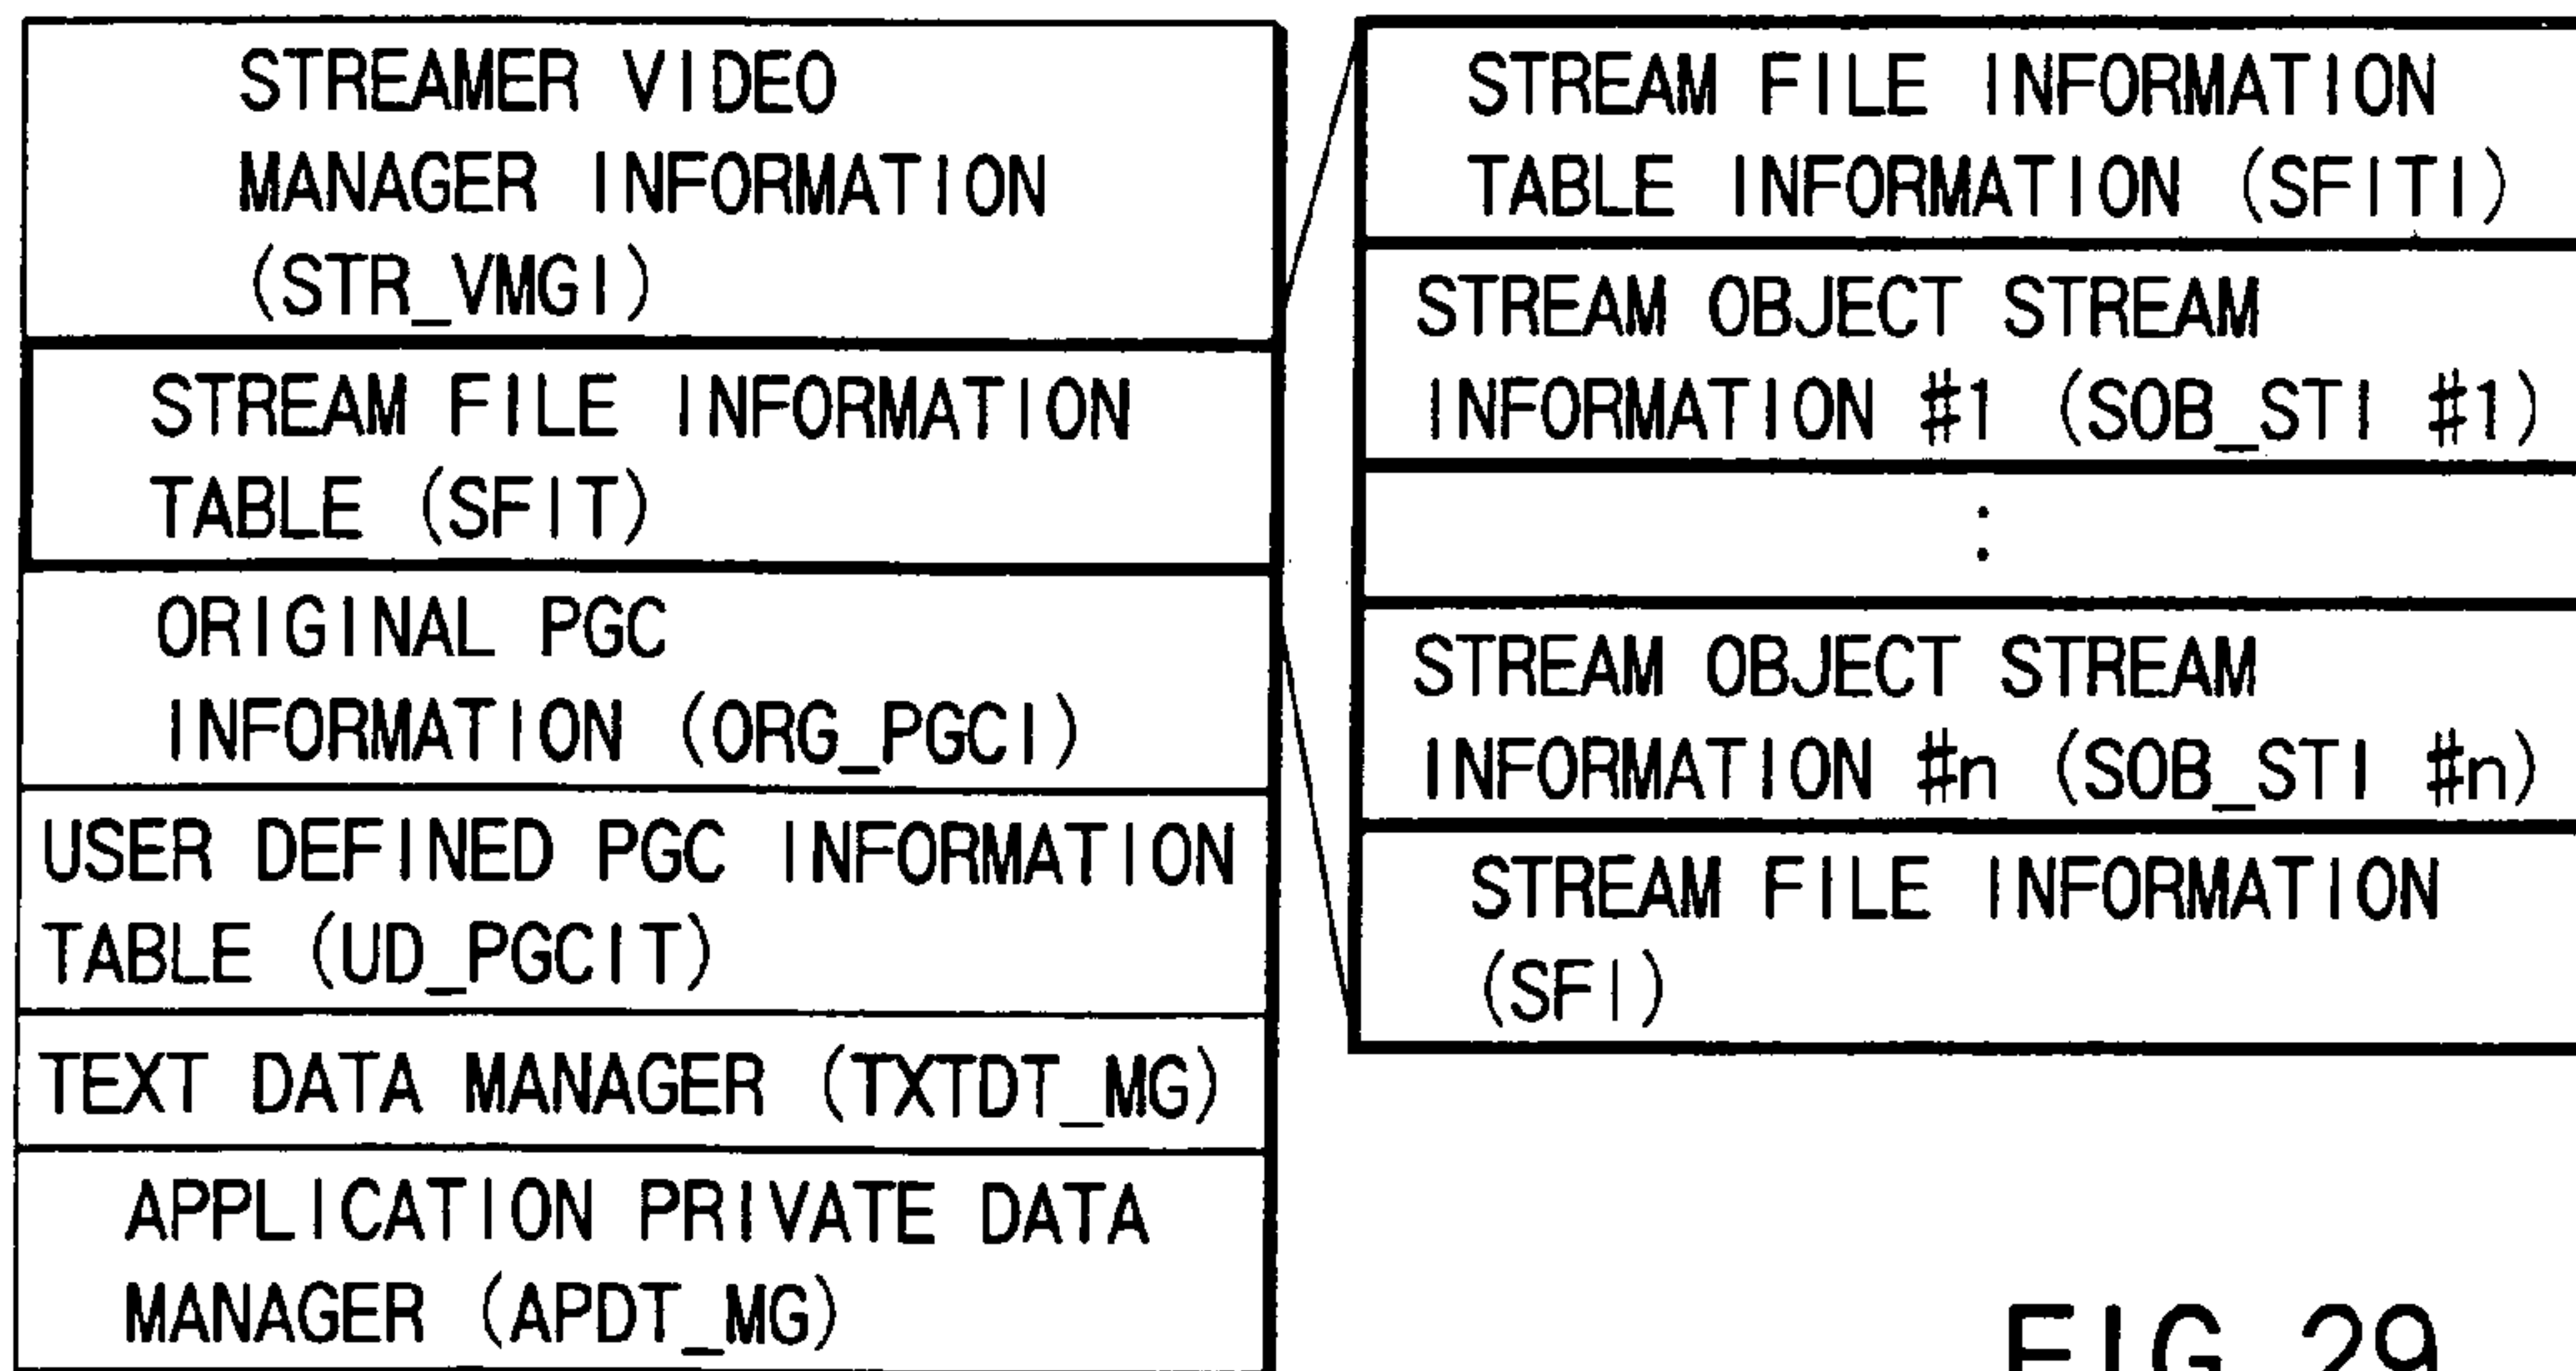 STREAMER VIDEO
MANAGER INFORMATION
(STR_VMGI)
STREAM FILE INFORMATION
TABLE (SFIT)
ORIGINAL PGC
INFORMATION (ORG_PGCI)
USER DEFINED PGC INFORMATION
TABLE (UD_PGCIT)
TEXT DATA MANAGER (TXTDT_MG)
APPLICATION PRIVATE DATA
MANAGER (APDT_MG)
STREAM FILE INFORMATION
TABLE INFORMATION (SFITI)
STREAM OBJECT STREAM
INFORMATION #1 (SOB_STI #1)
:
STREAM OBJECT STREAM
INFORMATION #n (SOB_STI #n)
STREAM FILE INFORMATION
(SFI)
FIG. 29